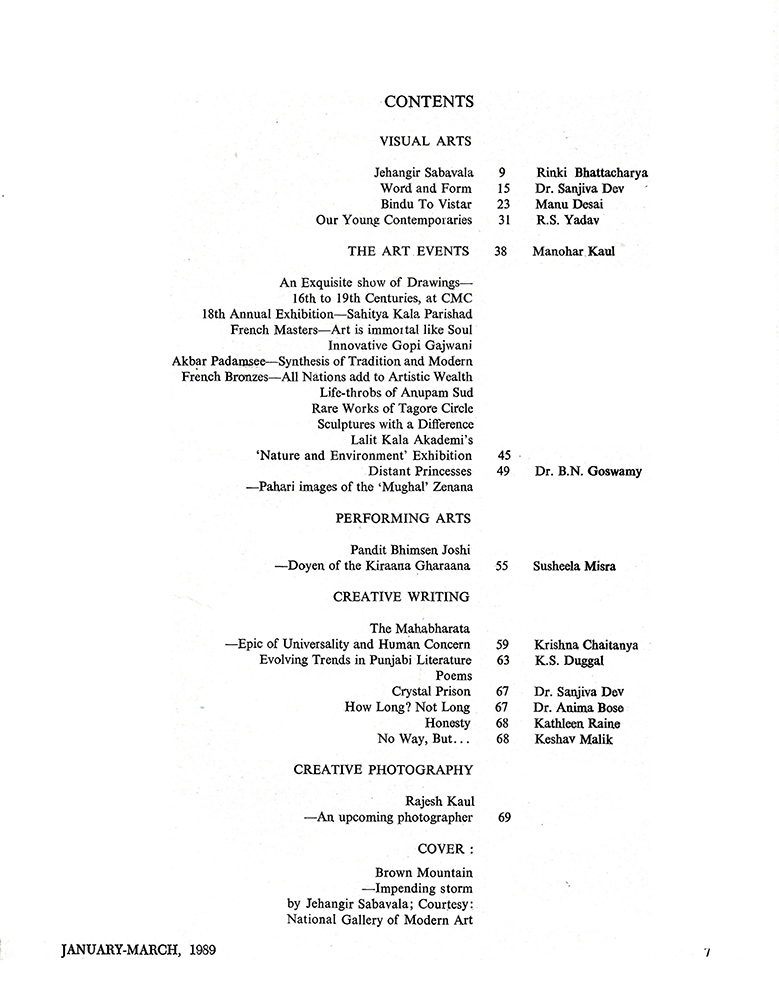 CONTENTS
VISUAL ARTS
Jehangir Sabavala 9 Rinki Bhattacharya
Word and Form 15 Dr. Sanjiva Dev
Bindu To Vistar 23 Manu Desai
Our Young Contemporaries 31 R.S. Yadav
THE ART EVENTS 38 Manohar Kaul
An Exquisite show of Drawings—
16th to 19th Centuries, at CMC
18th Annual Exhibition—Sahitya Kala Parishad
French Masters—Art is immortal like Soul
Innovative Gopi Gajwani
Akbar Padamsee—Synthesis of Tradition and Modern
French Bronzes—All Nations add to Artistic Wealth
Life-throbs of Anupam Sud
Rare Works of Tagore Circle
Sculptures with a Difference
Lalit Kala Akademi's
'Nature and Environment' Exhibition 45
Distant Princesses 49 Dr. B.N. Goswamy
—Pahari images of the 'Mughal' Zenana
PERFORMING ARTS
Pandit Bhimsen Joshi
—Doyen of the Kiraana Gharaana 55 Susheela Misra
CREATIVE WRITING
The Mahabharata
—Epic of Universality and Human Concern 59 Krishna Chaitanya
Evolving Trends in Punjabi Literature 63 K.S. Duggal
Poems
Crystal Prison 67 Dr. Sanjiva Dev
How Long? Not Long 67 Dr. Anima Bose
Honesty 68 Kathleen Raine
No Way, But... 68 Keshav Malik
CREATIVE PHOTOGRAPHY
Rajesh Kaul
—An upcoming photographer 69
COVER :
Brown Mountain
—Impending storm
by Jehangir Sabavala; Courtesy:
National Gallery of Modern Art
JANUARY-MARCH, 1989 7